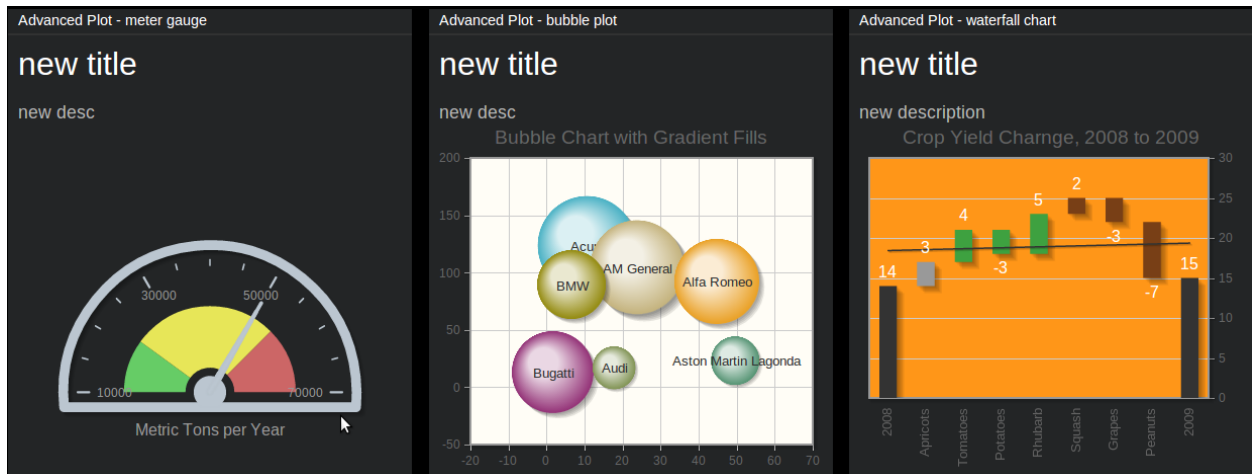 Advanced Plot - meter gauge
new title
new desc
30000
50000
10000
70000
Metric Tons per Year
Advanced Plot - bubble plot
new title
new desc
Bubble Chart with Gradient Fills
200
150
100
50
0
-50
AM General
BMW
Alfa Romeo
Bugatti
Audi
Aston Martin Lagonda
-20
-10
0
10
20
30
40
50
60
70
Advanced Plot - waterfall chart
new title
new description
Crop Yield Charnge, 2008 to 2009
30
25
20
15
10
5
0
14
3
4
-3
5
2
-3
-7
15
2008
Apricots
Tomatoes
Potatoes
Rhubarb
Squash
Grapes
Peanuts
2009